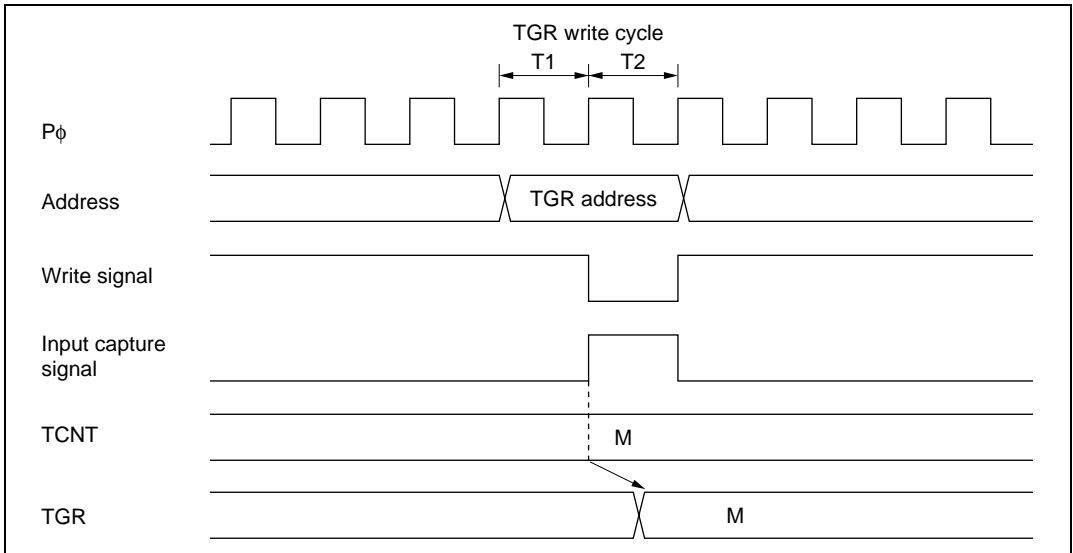 TGR write cycle
T1 T2
Pϕ
Address TGR address
Write signal
Input capture
signal
TCNT M
TGR M